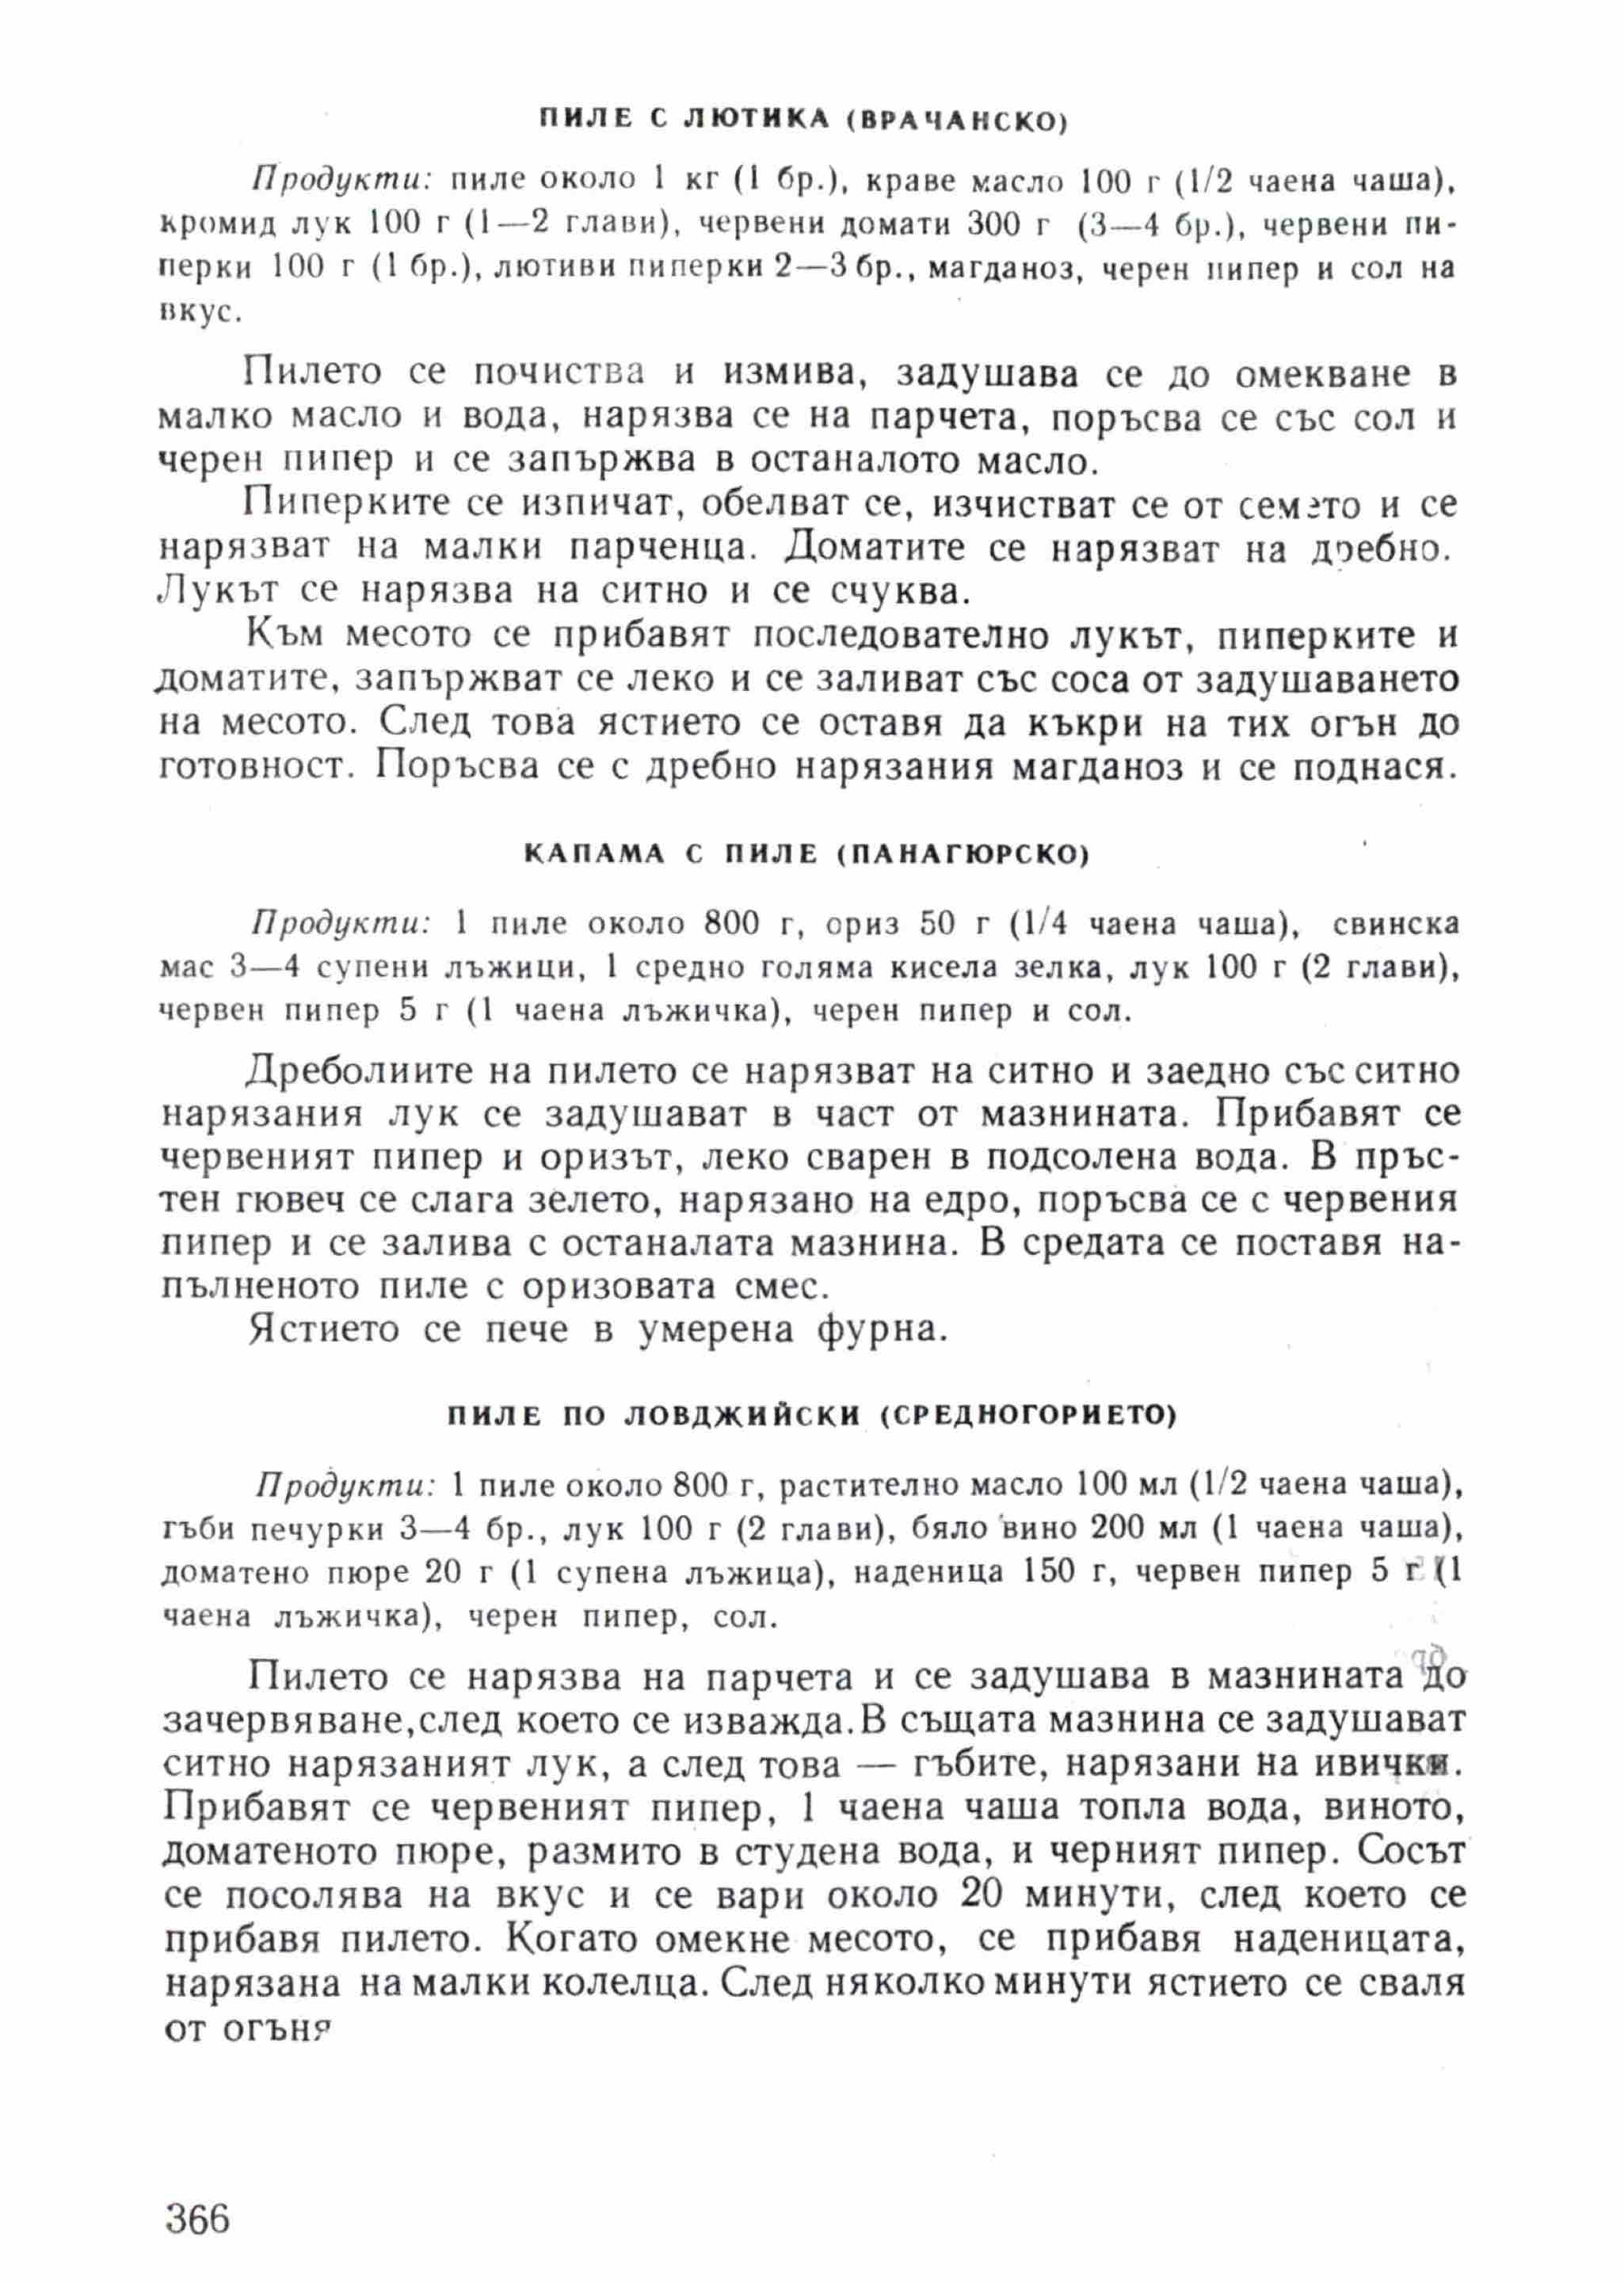 ПИЛЕ С ЛЮТИКА (ВРАЧАНСКО)
Продукти: пиле около 1 кг (1 бр.), краве масло 100 г (1/2 чаена чаша),
кромид лук 100 г (1—2 глави), червени домати 300 г (3—4 бр.), червени пи-
перки 100 г (1 бр.), лютиви пиперки 2—3 бр., магданоз, черен пипер и сол на
вкус.
Пилето се почиства и измива, задушава се до омекване в
малко масло и вода, нарязва се на парчета, поръсва се със сол и
черен пипер и се запържва в останалото масло.
Пиперките се изпичат, обелват се, изчистват се от семето и се
нарязват на малки парченца. Доматите се нарязват на дребно.
Лукът се нарязва на ситно и се счуква.
Към месото се прибавят последователно лукът, пиперките и
доматите, запържват се леко и се заливат със соса от задушаването
на месото. След това ястието се оставя да къкри на тих огън до
готовност. Поръсва се с дребно нарязания магданоз и се поднася.
КАПАМА С ПИЛЕ (ПАНАГЮРСКО)
Продукти: 1 пиле около 800 г, ориз 50 г (1/4 чаена чаша), свинска
мас 3—4 супени лъжици, 1 средно голяма кисела зелка, лук 100 г (2 глави),
червен пипер 5 г (1 чаена лъжичка), черен пипер и сол.
Дреболиите на пилето се нарязват на ситно и заедно със ситно
нарязания лук се задушават в част от мазнината. Прибавят се
червеният пипер и оризът, леко сварен в подсолена вода. В пръс-
тен гювеч се слага зелето, нарязано на едро, поръсва се с червения
пипер и се залива с останалата мазнина. В средата се поставя на-
пълненото пиле с оризовата смес.
Ястието се пече в умерена фурна.
ПИЛЕ ПО ЛОВДЖИЙСКИ (СРЕДНОГОРИЕТО)
Продукти: 1 пиле около 800 г, растително масло 100 мл (1/2 чаена чаша),
гъби печурки 3—4 бр., лук 100 г (2 глави), бяло вино 200 мл (1 чаена чаша),
доматено пюре 20 г (1 супена лъжица), наденица 150 г, червен пипер 5 г (1
чаена лъжичка), черен пипер, сол.
Пилето се нарязва на парчета и се задушава в мазнината до
зачервяване, след което се изважда. В същата мазнина се задушават
ситно нарязаният лук, а след това — гъбите, нарязани на ивички.
Прибавят се червеният пипер, 1 чаена чаша топла вода, виното,
доматеното пюре, размито в студена вода, и черният пипер. Сосът
се посолява на вкус и се вари около 20 минути, след което се
прибавя пилето. Когато омекне месото, се прибавя наденицата,
нарязана на малки колелца. След няколко минути ястието се сваля
от огъня
366